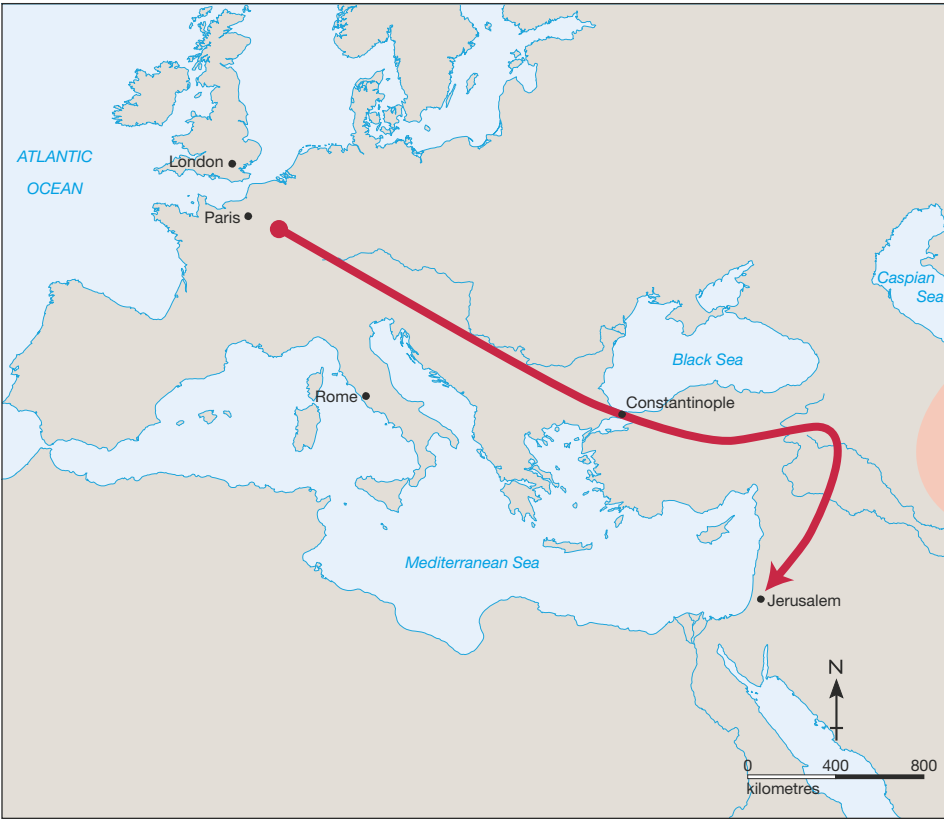 London
ATLANTIC
OCEAN
Paris
Caspian
Sea
Black Sea
Rome
Constantinople
Mediterranean Sea
Jerusalem
N
0 400 800
kilometres